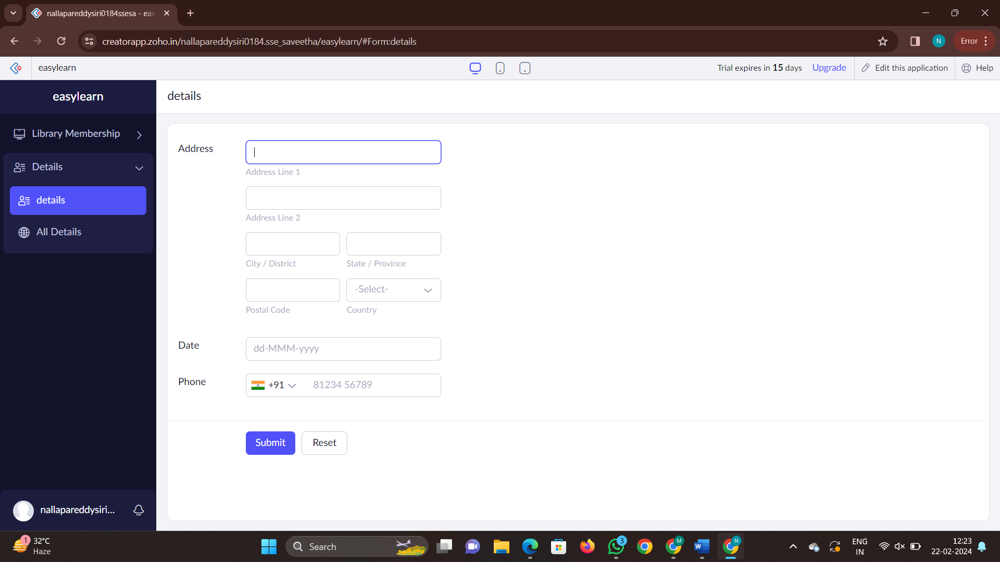 nallapareddysiri0184ssesa - eas
creatorapp.zoho.in/nallapareddysiri0184.sse_saveetha/easylearn/#Form:details
N
Error
easylearn
Trial expires in 15 days
Upgrade
Edit this application
Help
easylearn
details
Library Membership
Details
details
All Details
Address
Address Line 1
Address Line 2
City / District
State / Province
-Select-
Postal Code
Country
Date
dd-MMM-yyyy
Phone
+91
81234 56789
Submit
Reset
nallapareddysiri...
1
32°C
Haze
Search
3
M
W
N
ENG
IN
12:23
22-02-2024